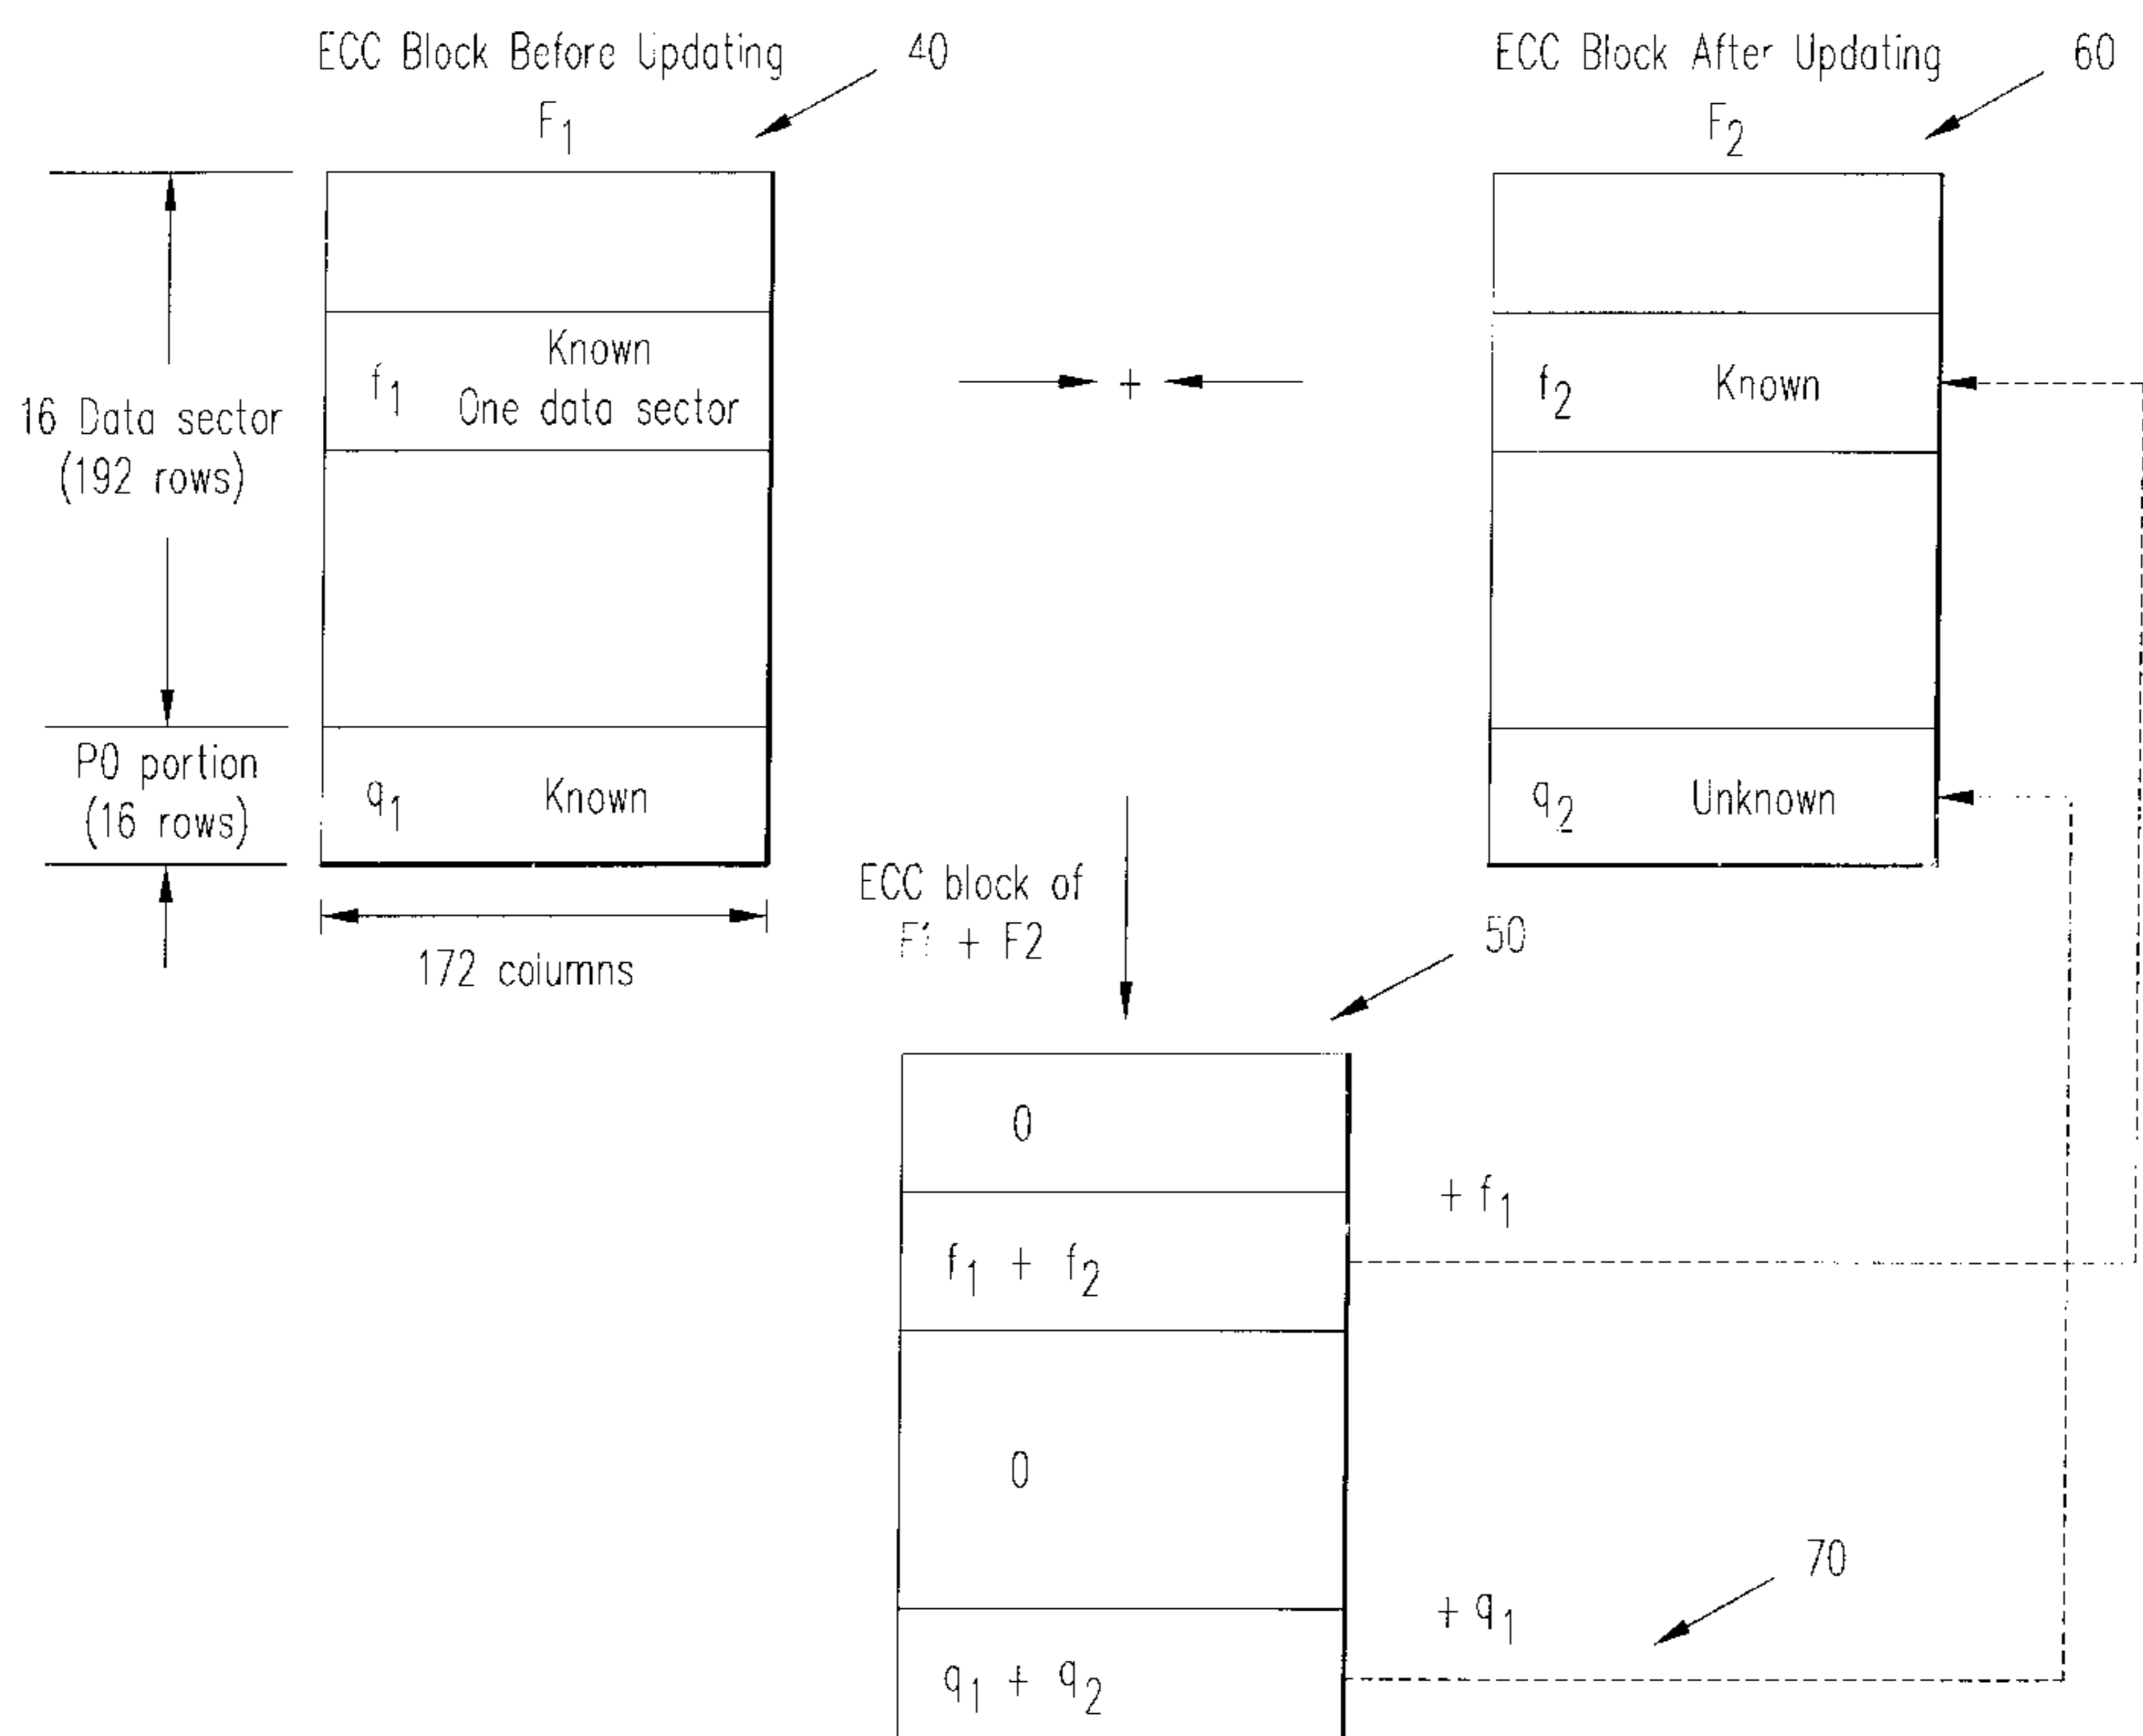 ECC Block Before Updating
40
F1
ECC Block After Updating
60
F2
16 Data sector
(192 rows)
f1
Known
One data sector
+
f2
Known
PO portion
(16 rows)
q1
Known
q2
Unknown
172 columns
ECC block of
F1 + F2
50
0
f1 + f2
+ f1
0
70
+ q1
q1 + q2